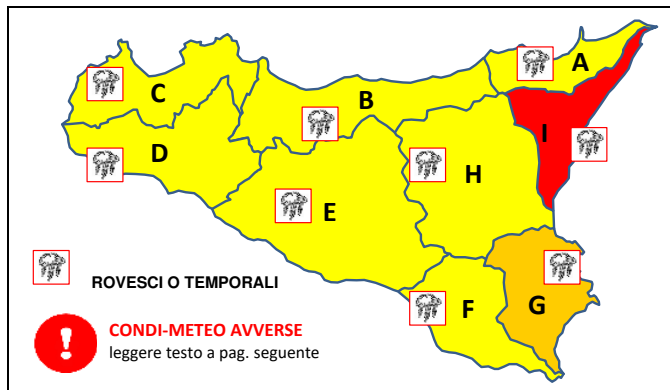 A
C
B
I
D
H
E
ROVESCI O TEMPORALI
F
G
CONDI-METEO AVVERSE
leggere testo a pag. seguente